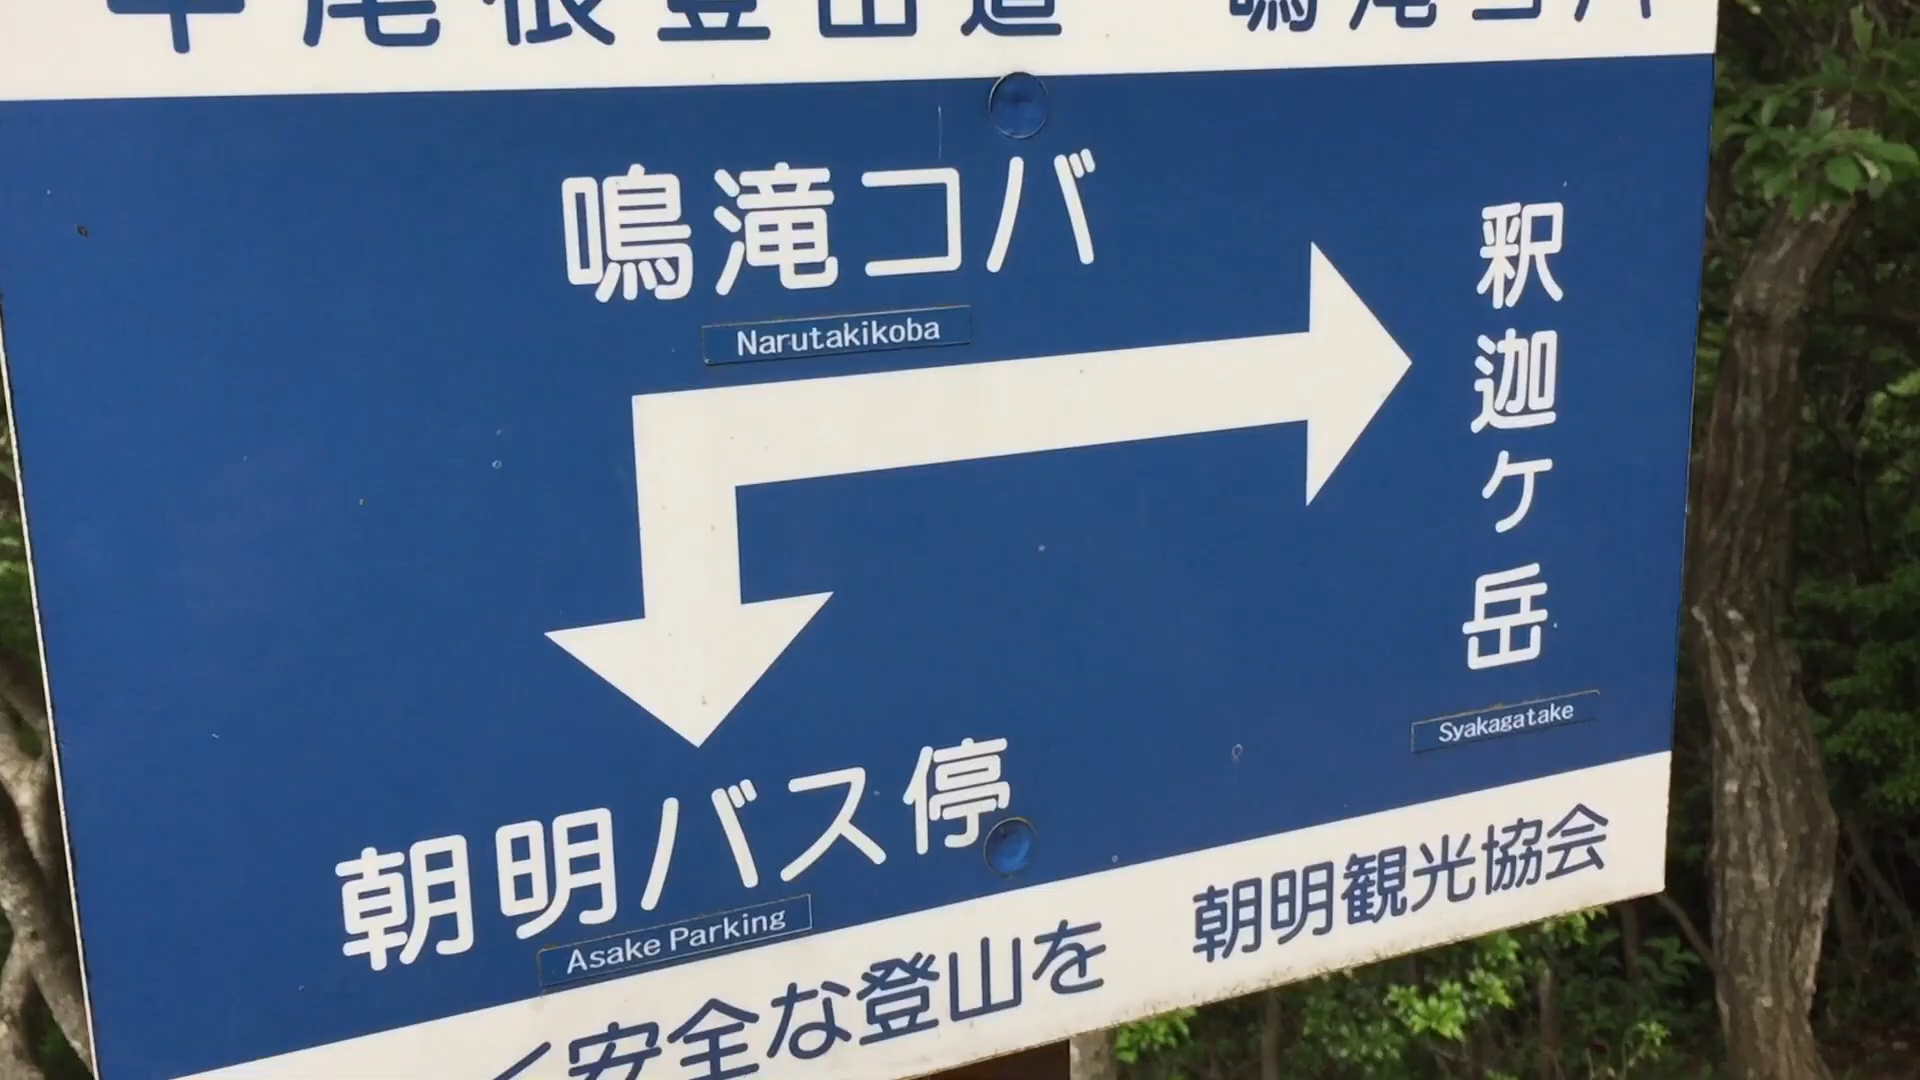 中尾根登山道 鳴滝コバ
鳴滝コバ
Narutakikoba
釈迦ケ岳
Syakagatake
朝明バス停
Asake Parking
安全な登山を 朝明観光協会